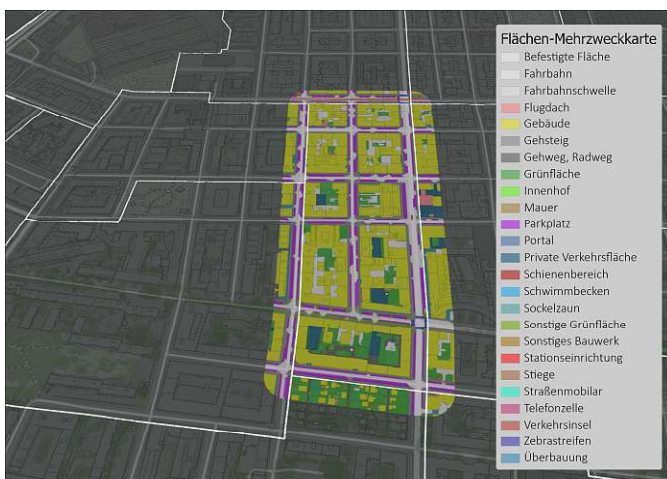 Flächen-Mehrzweckkarte
Befestigte Fläche
Fahrbahn
Fahrbahnschwelle
Flugdach
Gebäude
Gehsteig
Gehweg, Radweg
Grünfläche
Innenhof
Mauer
Parkplatz
Portal
Private Verkehrsfläche
Schienenbereich
Schwimmbecken
Sockelzaun
Sonstige Grünfläche
Sonstiges Bauwerk
Stationseinrichtung
Stiege
Straßenmobilar
Telefonzelle
Verkehrsinsel
Zebrastreifen
Überbauung